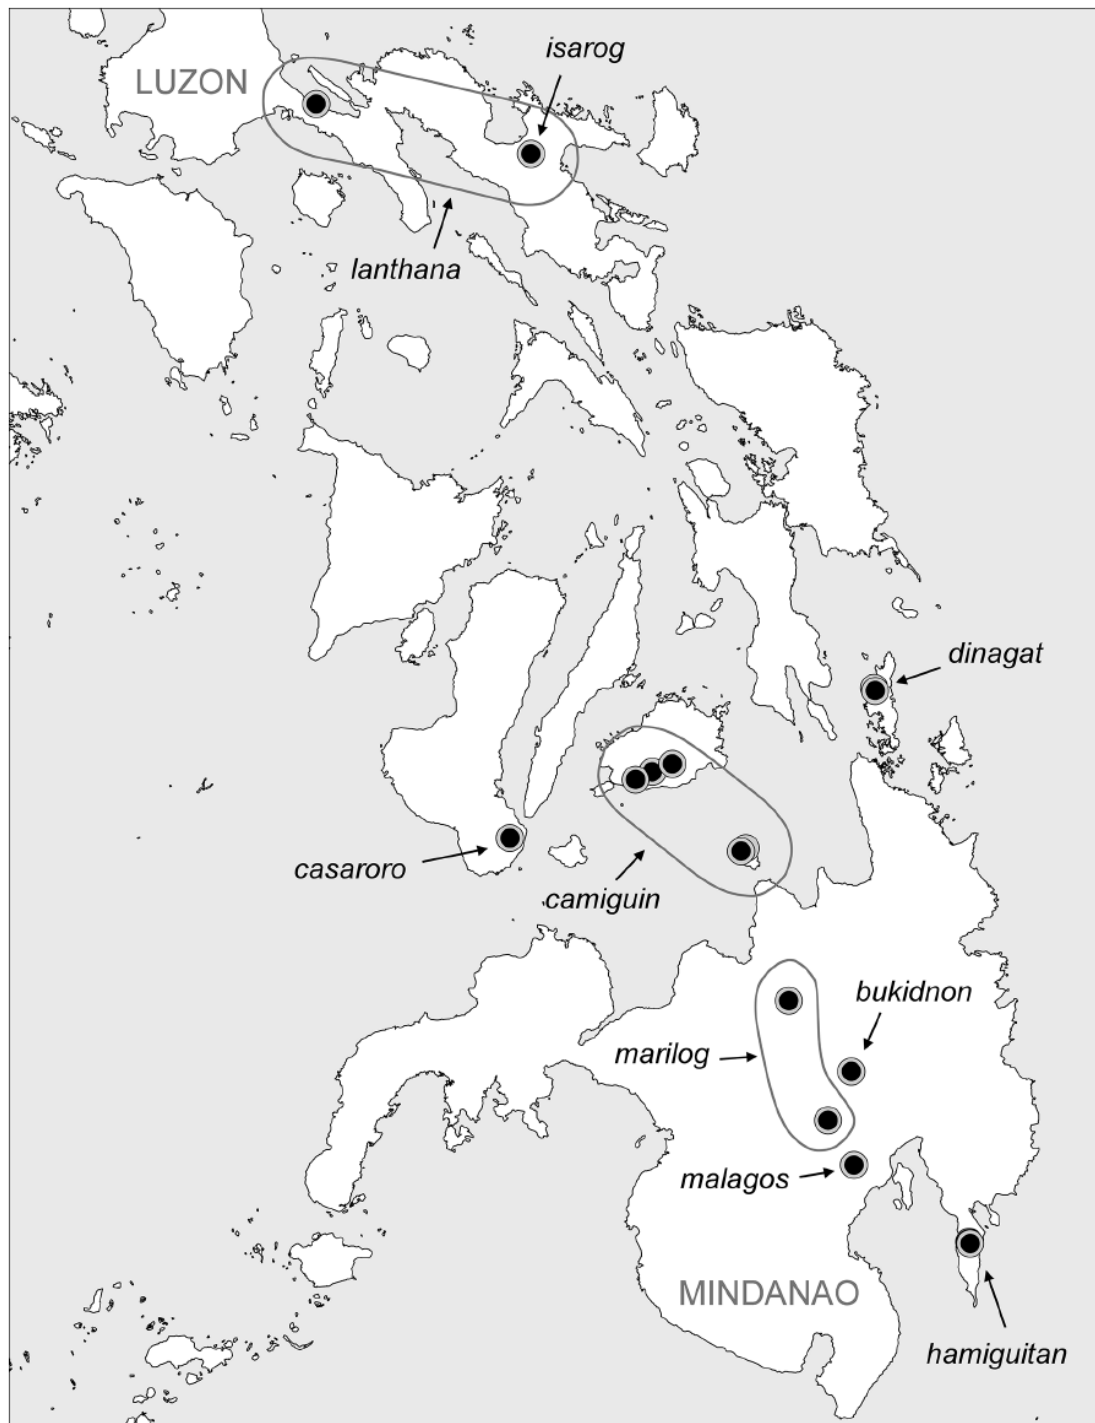 isarog
LUZON
lanthana
dinagat
casaroro
camiguin
bukidnon
marilog
malagos
MINDANAO
hamiguitan